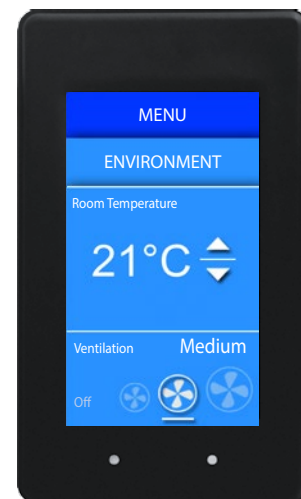 MENU
ENVIRONMENT
Room Temperature
21°C
Ventilation Medium
Off